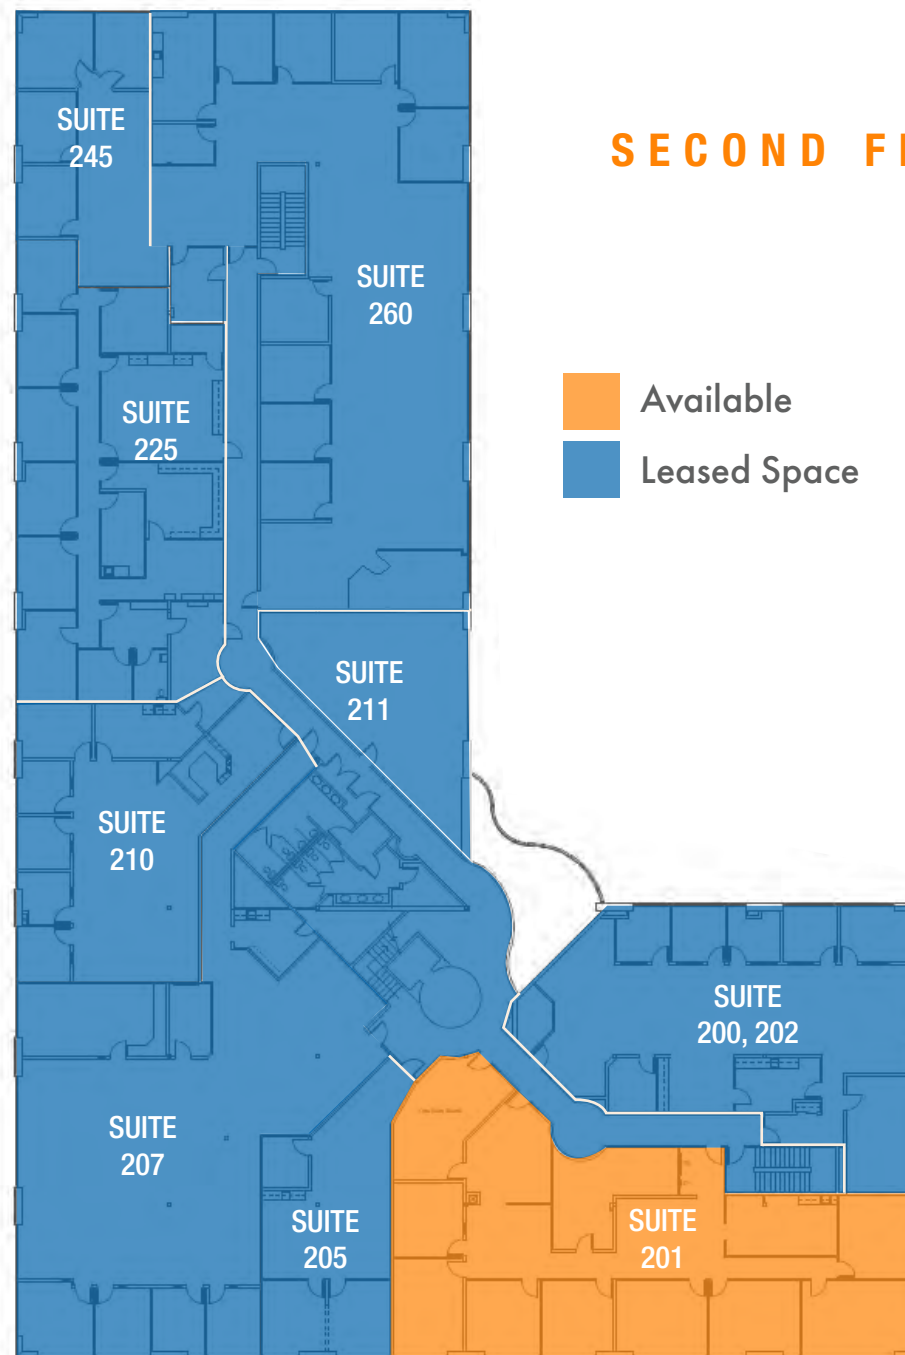 SUITE
245
SECOND F
SUITE
260
Available
SUITE
225
Leased Space
SUITE
211
SUITE
210
SUITE
200, 202
SUITE
207
SUITE
205
SUITE
201